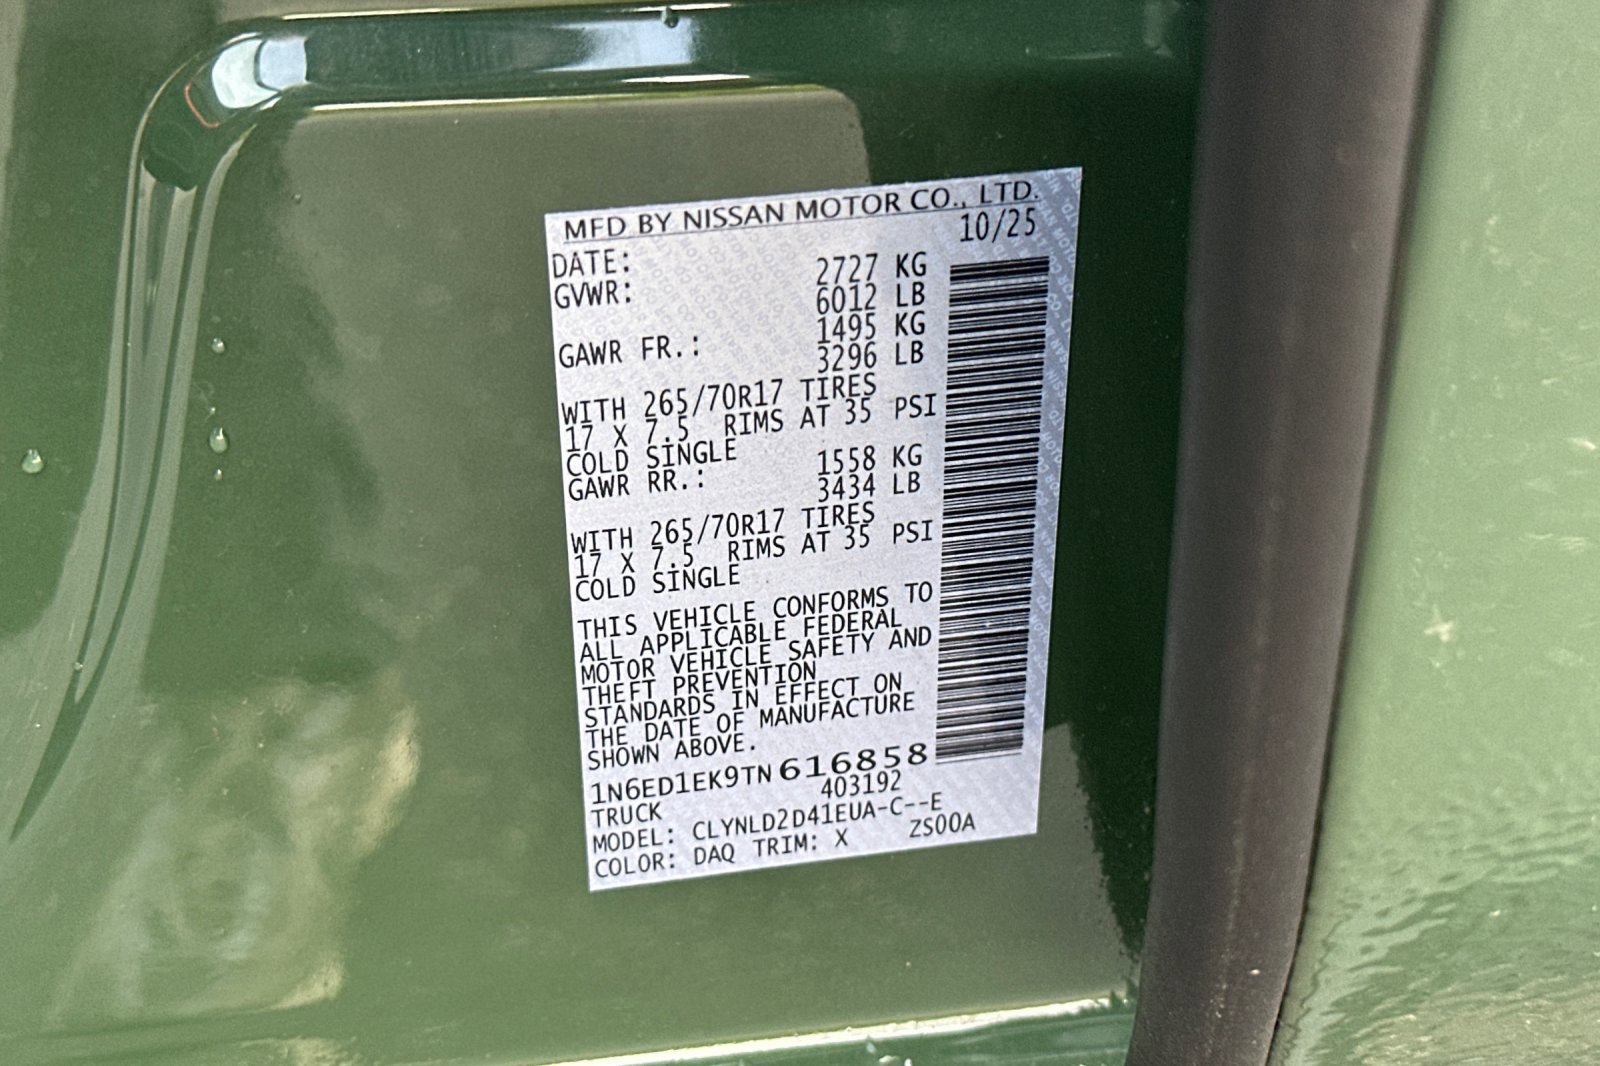 MFD BY NISSAN MOTOR CO., LTD.
DATE: 10/25
GVWR: 2727 KG
6012 LB
GAWR FR.: 1495 KG
3296 LB
WITH 265/70R17 TIRES
17 X 7.5 RIMS AT 35 PSI
COLD SINGLE
GAWR RR.: 1558 KG
3434 LB
WITH 265/70R17 TIRES
17 X 7.5 RIMS AT 35 PSI
COLD SINGLE
THIS VEHICLE CONFORMS TO
ALL APPLICABLE FEDERAL
MOTOR VEHICLE SAFETY AND
THEFT PREVENTION
STANDARDS IN EFFECT ON
THE DATE OF MANUFACTURE
SHOWN ABOVE.
1N6ED1EK9TN616858
TRUCK 403192
MODEL: CLYNLD2D41EUA-C--E
COLOR: DAQ TRIM: X ZS00A